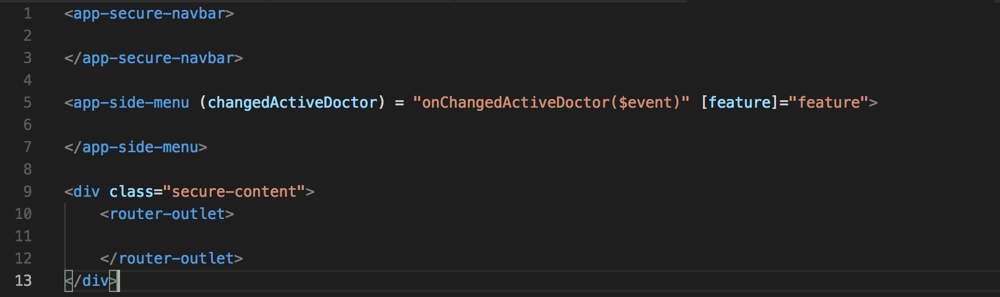 1 <app-secure-navbar>
2
3 </app-secure-navbar>
4
5 <app-side-menu (changedActiveDoctor) = "onChangedActiveDoctor($event)" [feature]="feature">
6
7 </app-side-menu>
8
9 <div class="secure-content">
10     <router-outlet>
11
12     </router-outlet>
13 </div>